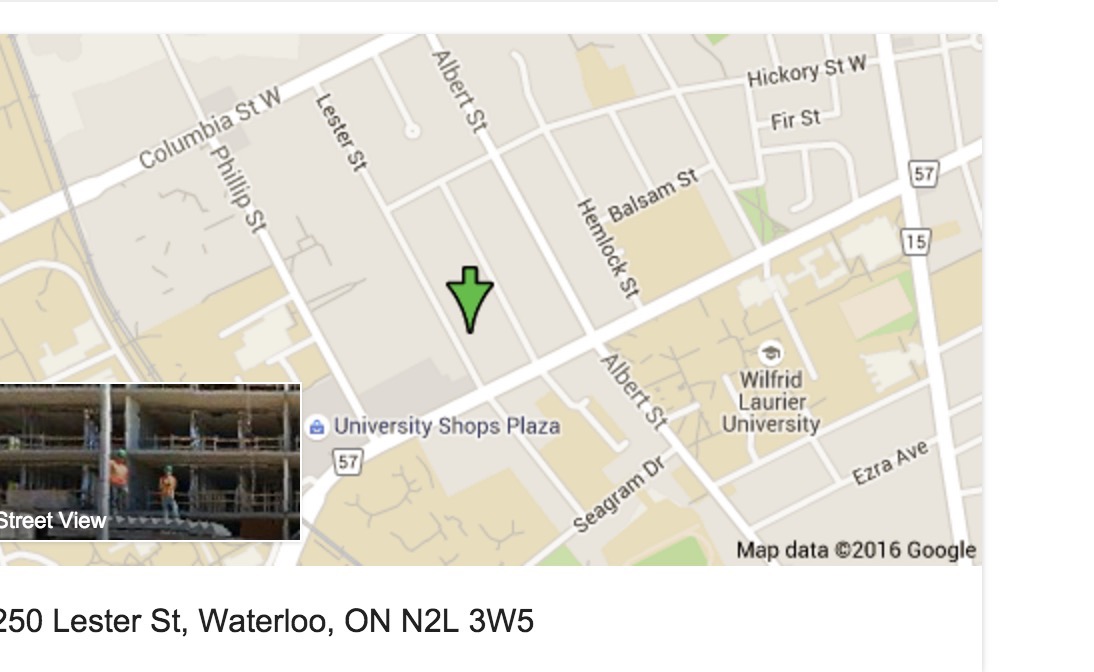 Hickory St W
Albert St
Columbia St W
Lester St
Fir St
Phillip St
57
Balsam St
Hemlock St
15
Wilfrid
Laurier
University
Albert St
University Shops Plaza
57
Ezra Ave
Seagram Dr
Street View
Map data ©2016 Google
250 Lester St, Waterloo, ON N2L 3W5